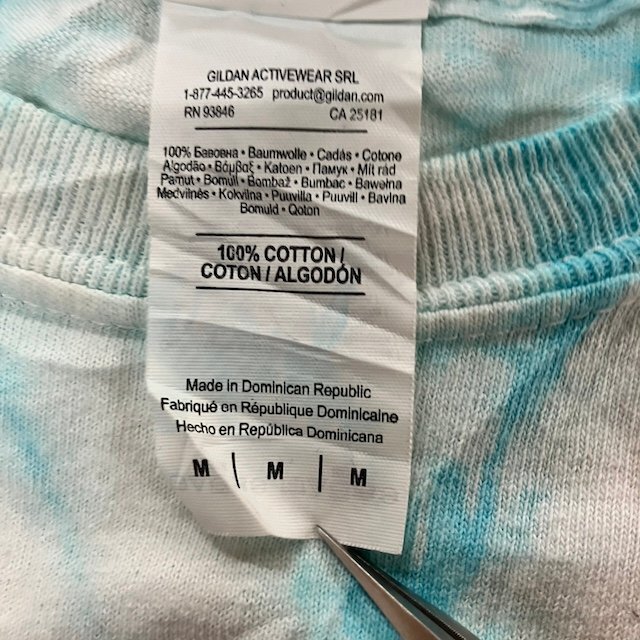 GILDAN ACTIVEWEAR SRL
1-877-445-3265 product@gildan.com
RN 93846 CA 25181
100% Бавовна • Baumwolle • Cadás • Cotone
Algodão • Βάμβαξ • Katoen • Памук • Mít rád
Pamut • Bomull • Bombaž • Bumbac • Bawełna
Medvilnės • Kokvilna • Puuvilla • Puuvill • Bavlna
Bomuld • Qoton
100% COTTON /
COTON / ALGODÓN
Made in Dominican Republic
Fabriqué en République Dominicaine
Hecho en República Dominicana
M | M | M